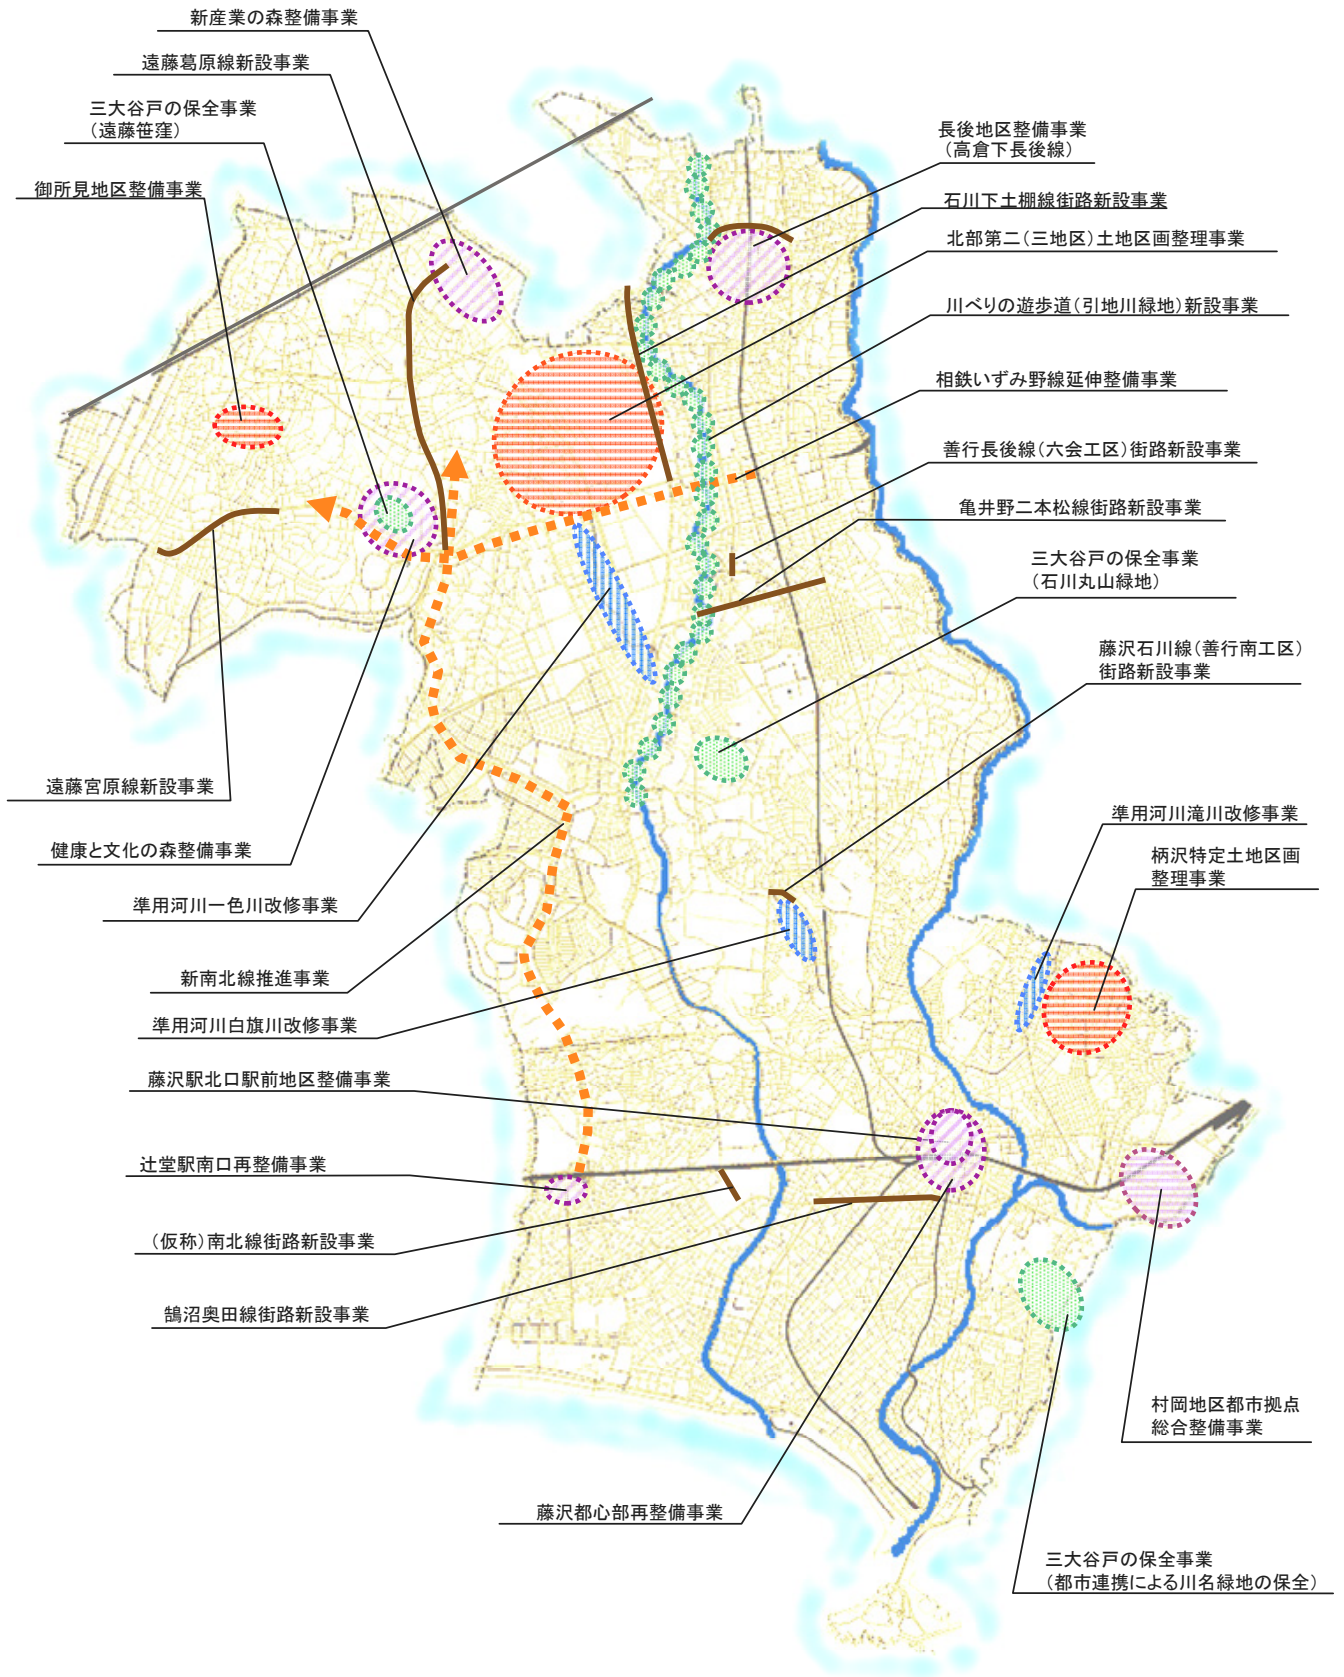 新産業の森整備事業
遠藤葛原線新設事業
三大谷戸の保全事業
（遠藤笹窪）
御所見地区整備事業
長後地区整備事業
（高倉下長後線）
石川下土棚線街路新設事業
北部第二（三地区）土地区画整理事業
川べりの遊歩道（引地川緑地）新設事業
相鉄いずみ野線延伸整備事業
善行長後線（六会工区）街路新設事業
亀井野二本松線街路新設事業
三大谷戸の保全事業
（石川丸山緑地）
藤沢石川線（善行南工区）
街路新設事業
遠藤宮原線新設事業
準用河川滝川改修事業
健康と文化の森整備事業
柄沢特定土地区画
整理事業
準用河川一色川改修事業
新南北線推進事業
準用河川白旗川改修事業
藤沢駅北口駅前地区整備事業
辻堂駅南口再整備事業
（仮称）南北線街路新設事業
鵠沼奥田線街路新設事業
村岡地区都市拠点
総合整備事業
藤沢都心部再整備事業
三大谷戸の保全事業
（都市連携による川名緑地の保全）